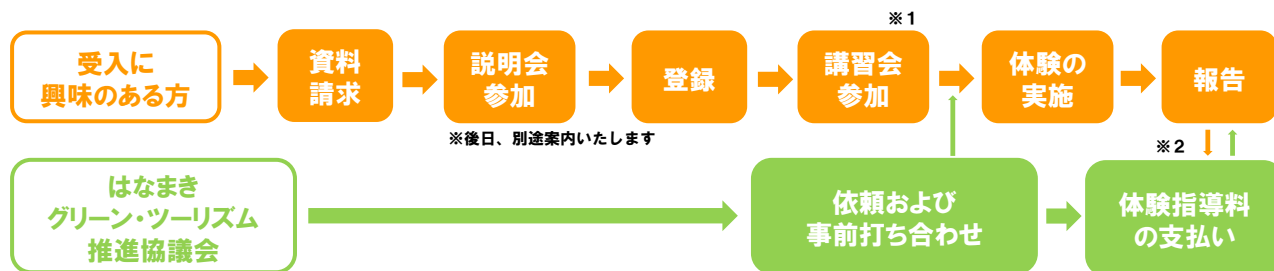 受入に
興味のある方
資料
請求
説明会
参加
※後日、別途案内いたします
登録
※1
講習会
参加
体験の
実施
報告
※2
はなまき
グリーン・ツーリズム
推進協議会
依頼および
事前打ち合わせ
体験指導料
の支払い